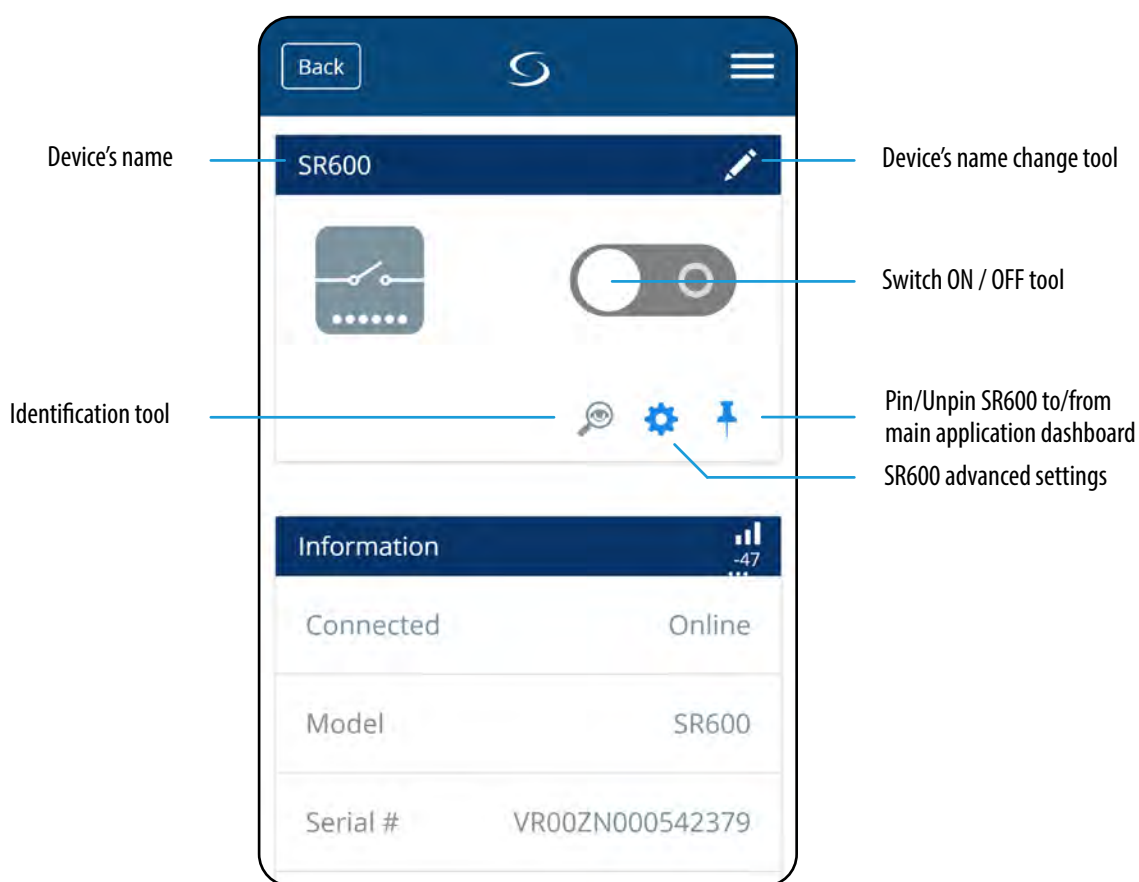 Back
Device's name
SR600
Device's name change tool
Switch ON / OFF tool
Identification tool
Pin/Unpin SR600 to/from
main application dashboard
SR600 advanced settings
Information
-47
Connected
Online
Model
SR600
Serial #
VR00ZN000542379